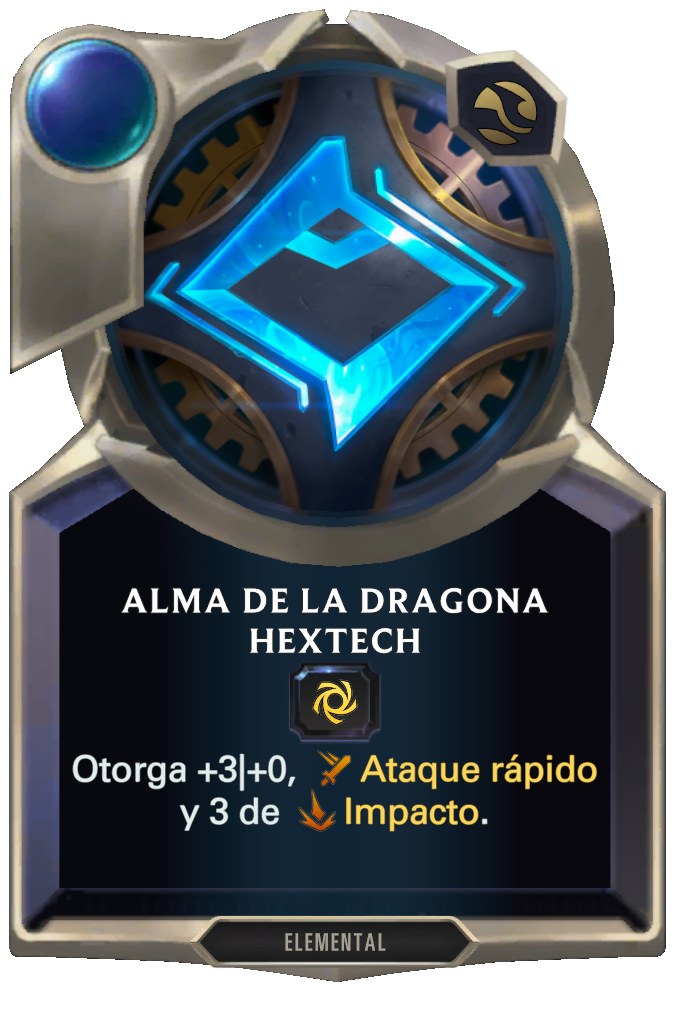 ALMA DE LA DRAGONA
HEXTECH
Otorga +3|+0, Ataque rápido
y 3 de Impacto.
ELEMENTAL